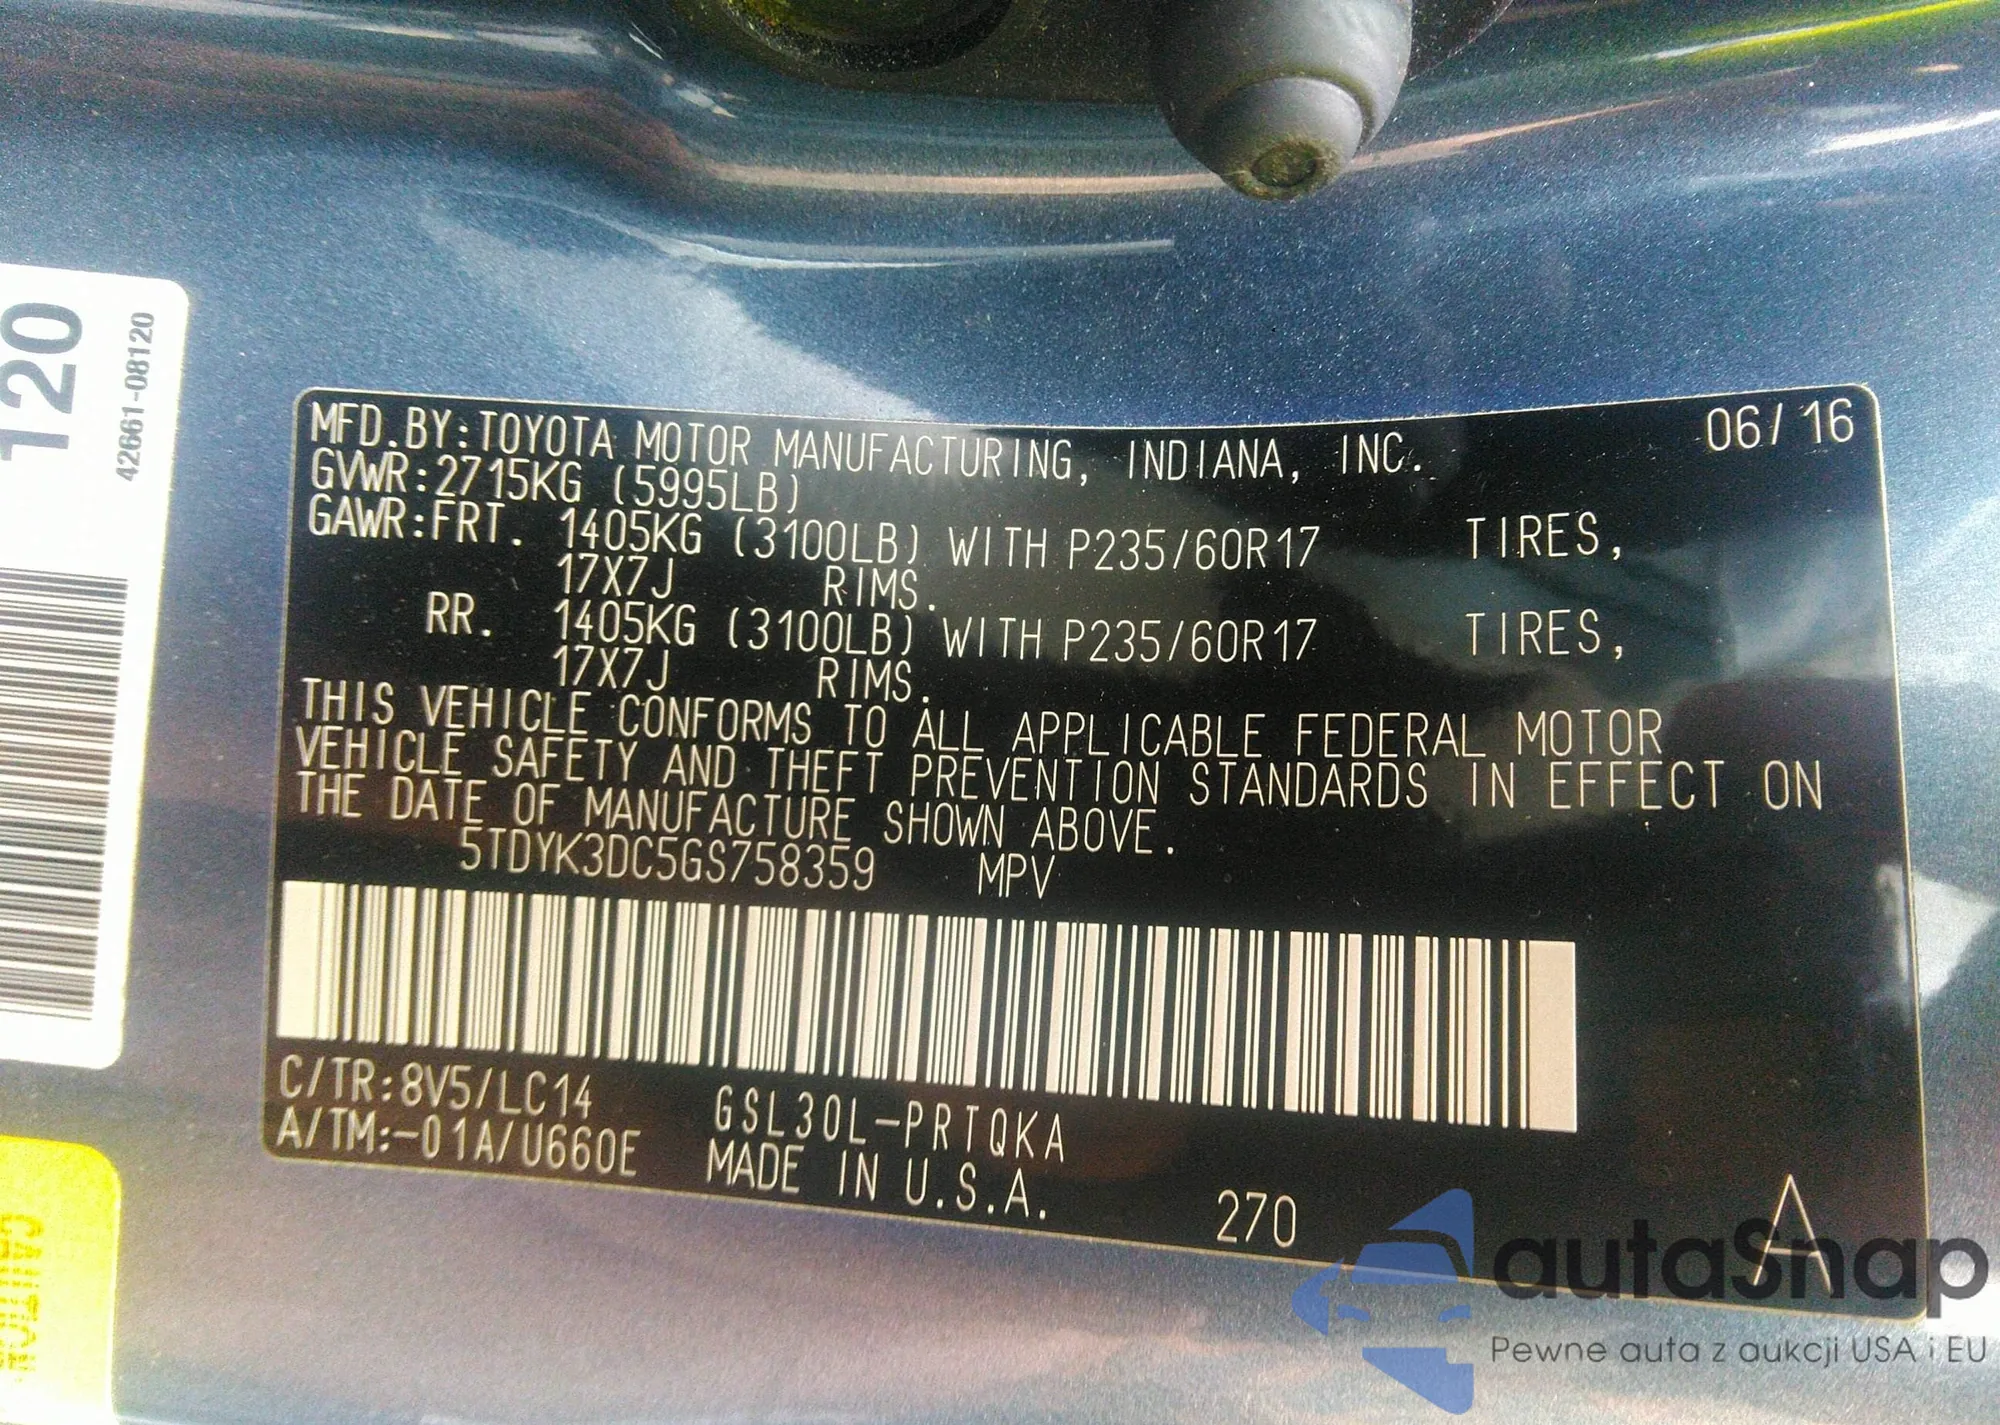 120
42661-08120
MFD.BY:TOYOTA MOTOR MANUFACTURING, INDIANA, INC. 06/16
GVWR:2715KG (5995LB)
GAWR:FRT. 1405KG (3100LB) WITH P235/60R17 TIRES,
17X7J RIMS.
RR. 1405KG (3100LB) WITH P235/60R17 TIRES,
17X7J RIMS.
THIS VEHICLE CONFORMS TO ALL APPLICABLE FEDERAL MOTOR
VEHICLE SAFETY AND THEFT PREVENTION STANDARDS IN EFFECT ON
THE DATE OF MANUFACTURE SHOWN ABOVE.
5TDYK3DC5GS758359 MPV
C/TR:8V5/LC14 GSL30L-PRTQKA
A/TM:-01A/U660E MADE IN U.S.A.
270 A
CAUTION
autaSnap
Pewne auta z aukcji USA i EU